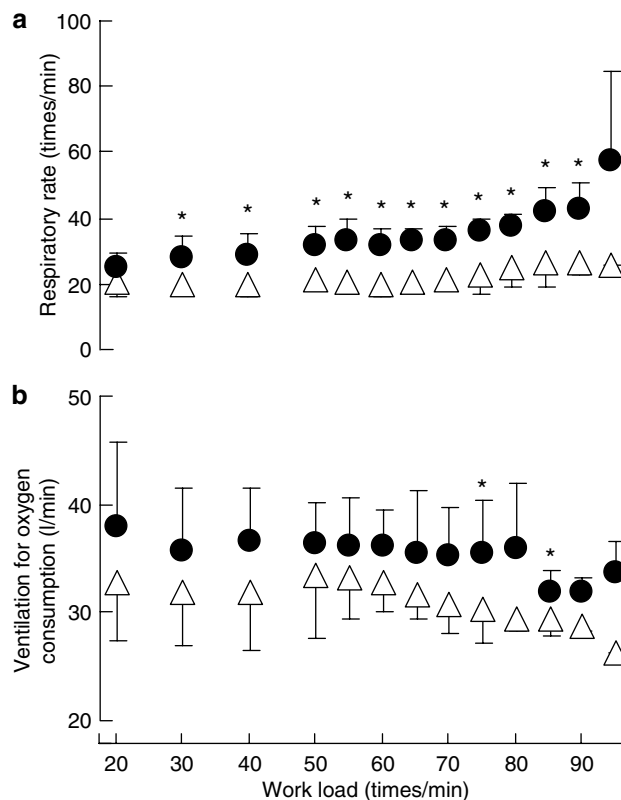 a
Respiratory rate (times/min)
100
80
60
40
20
0
* * * * * * * * * * *
b
Ventilation for oxygen
consumption (l/min)
50
40
30
20
*
*
20 30 40 50 60 70 80 90
Work load (times/min)